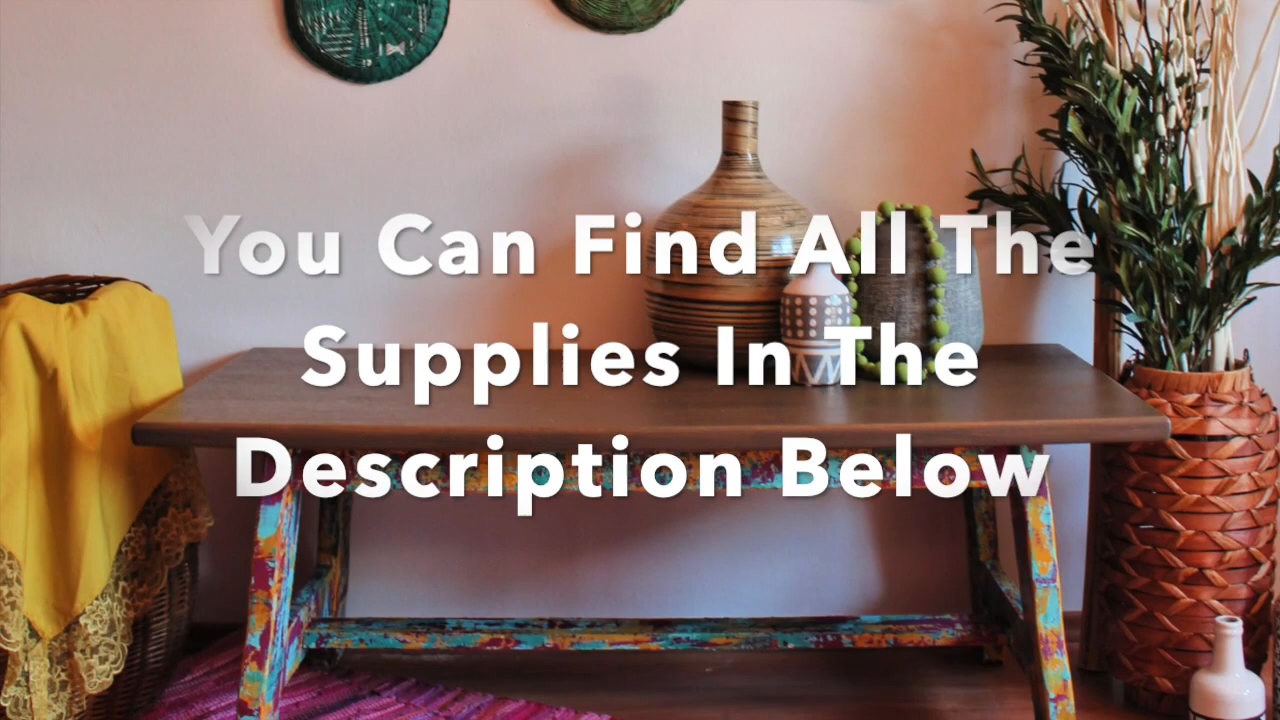 You Can Find All The
Supplies In The
Description Below